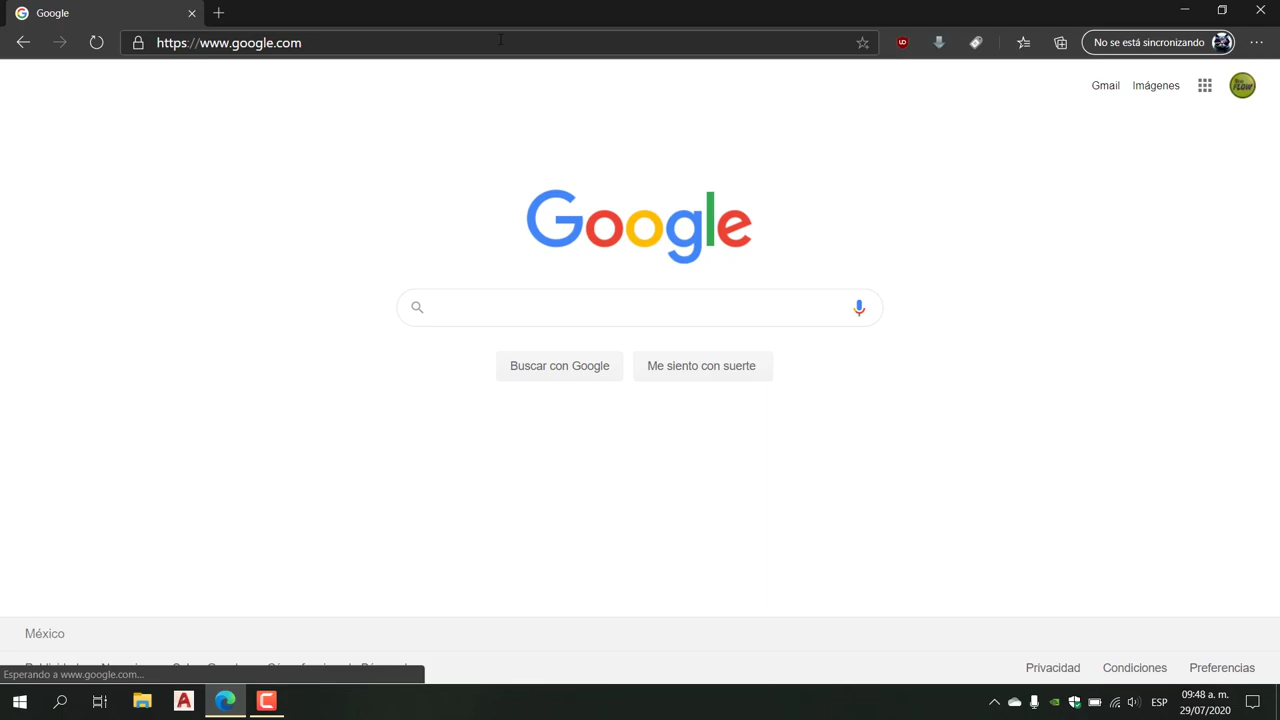 Google
https://www.google.com
No se está sincronizando
Gmail
Imágenes
Google
Buscar con Google
Me siento con suerte
México
Privacidad
Condiciones
Preferencias
Esperando a www.google.com...
ESP
09:48 a. m.
29/07/2020